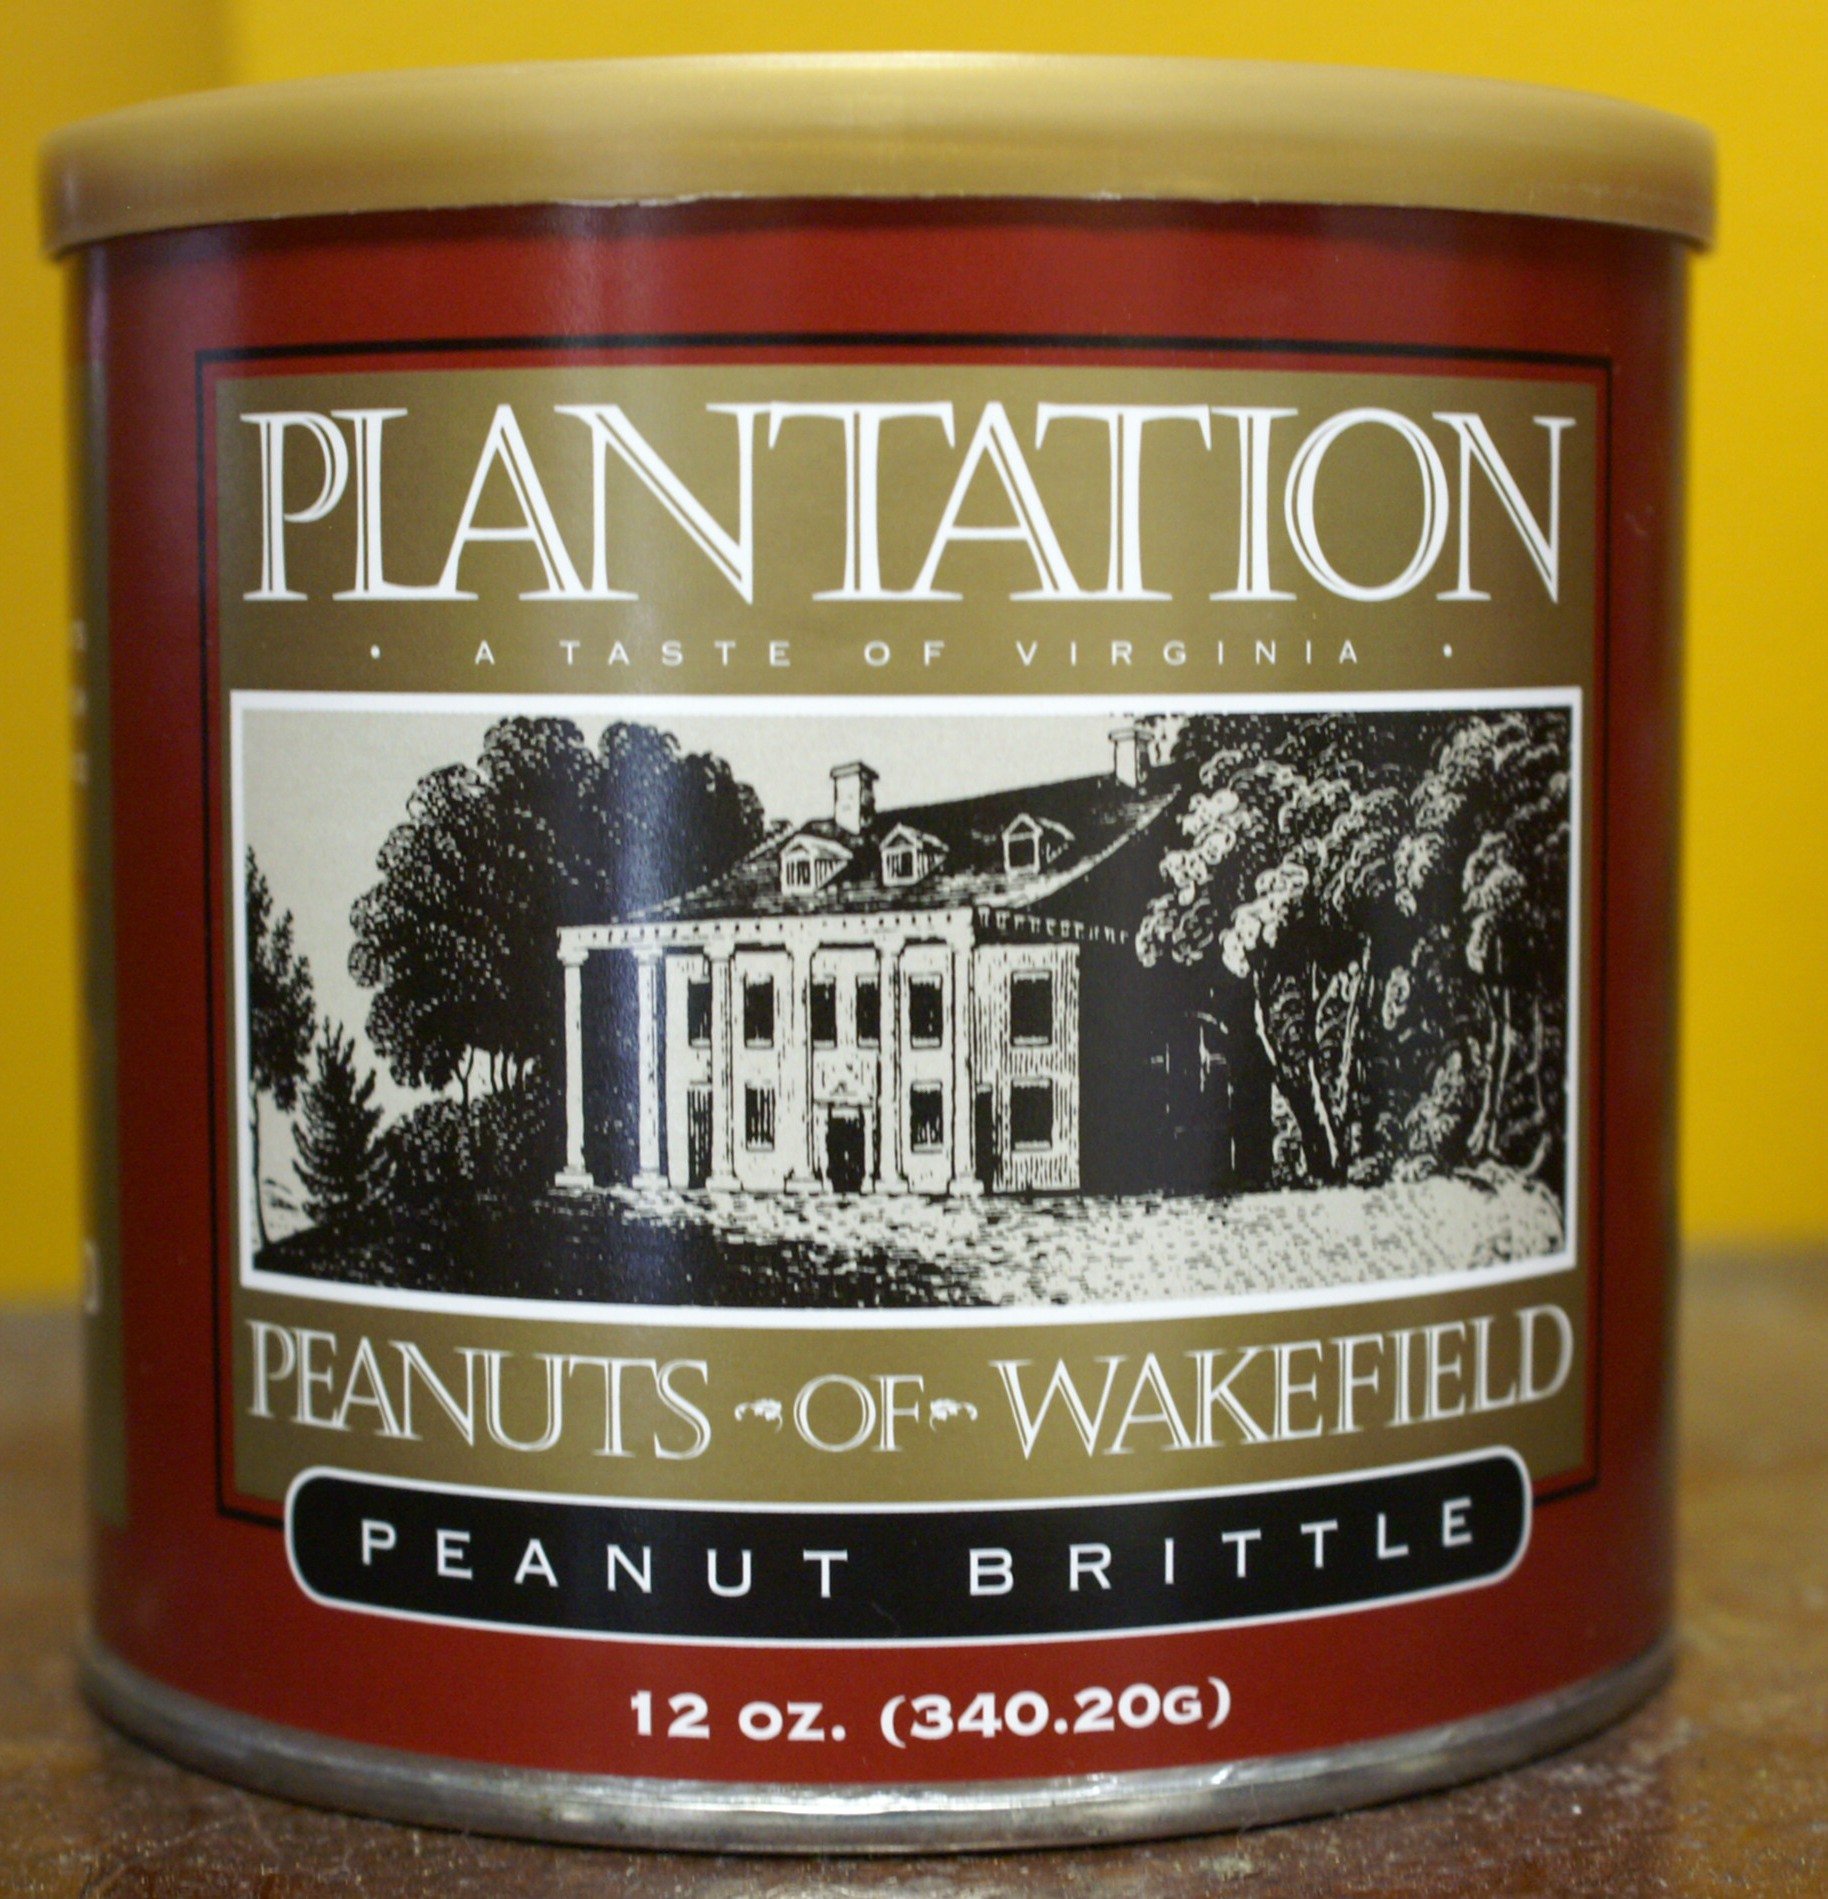 PLANTATION
• A TASTE OF VIRGINIA •
PEANUTS OF WAKEFIELD
PEANUT BRITTLE
12 OZ. (340.20G)